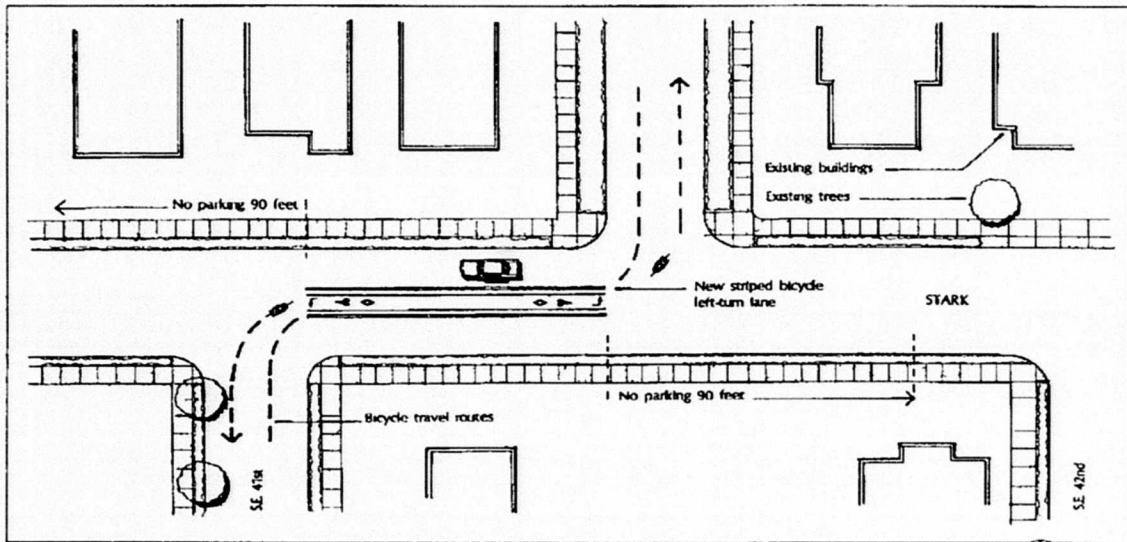 Existing buildings
Existing trees
No parking 90 feet
New striped bicycle
left-turn lane
STARK
No parking 90 feet
Bicycle travel routes
S.E. 41st
S.E. 42nd